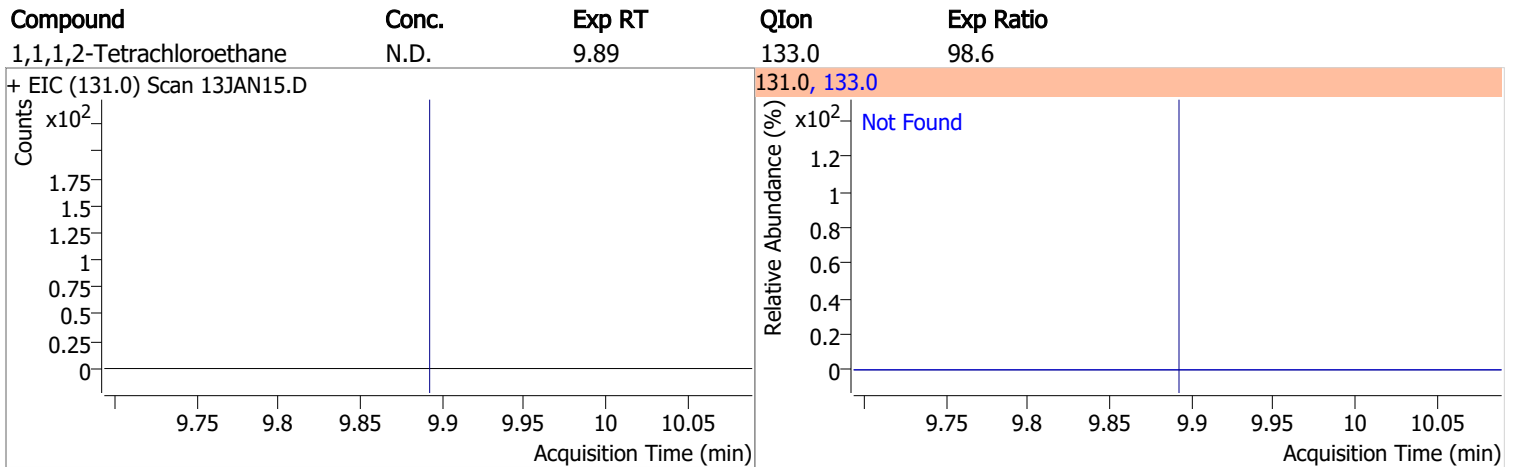 Compound Conc. Exp RT QIon Exp Ratio
1,1,1,2-Tetrachloroethane N.D. 9.89 133.0 98.6
+ EIC (131.0) Scan 13JAN15.D
Counts
x10²
1.75
1.5
1.25
1
0.75
0.5
0.25
0
9.75 9.8 9.85 9.9 9.95 10 10.05
Acquisition Time (min)
131.0, 133.0
Relative Abundance (%)
x10²
Not Found
1.2
1
0.8
0.6
0.4
0.2
0
9.75 9.8 9.85 9.9 9.95 10 10.05
Acquisition Time (min)